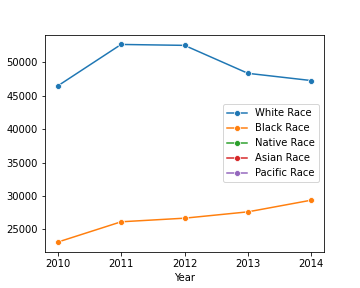 50000
45000
40000
35000
30000
25000
White Race
Black Race
Native Race
Asian Race
Pacific Race
2010 2011 2012 2013 2014
Year